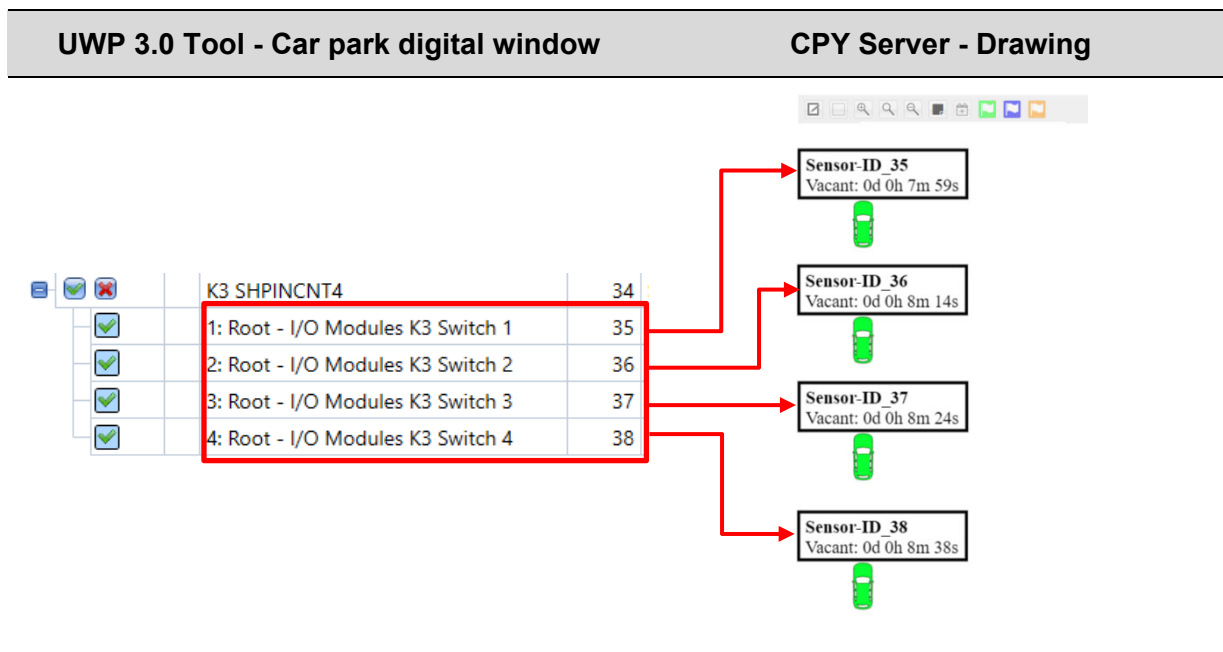 UWP 3.0 Tool - Car park digital window
CPY Server - Drawing
K3 SHPINCNT4 34
1: Root - I/O Modules K3 Switch 1 35
2: Root - I/O Modules K3 Switch 2 36
3: Root - I/O Modules K3 Switch 3 37
4: Root - I/O Modules K3 Switch 4 38
Sensor-ID_35
Vacant: 0d 0h 7m 59s
Sensor-ID_36
Vacant: 0d 0h 8m 14s
Sensor-ID_37
Vacant: 0d 0h 8m 24s
Sensor-ID_38
Vacant: 0d 0h 8m 38s